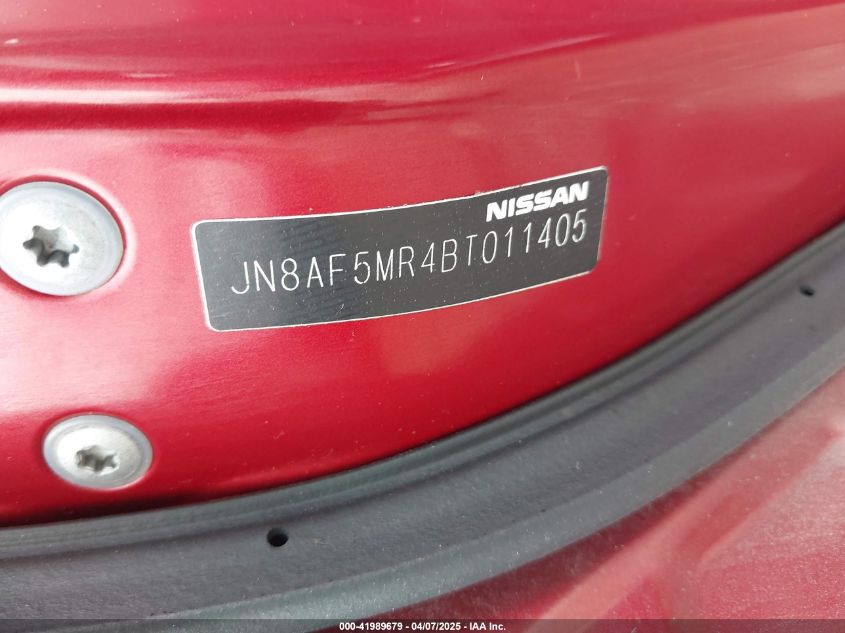 NISSAN
JN8AF5MR4BT011405
000-41989679 - 04/07/2025 - IAA Inc.